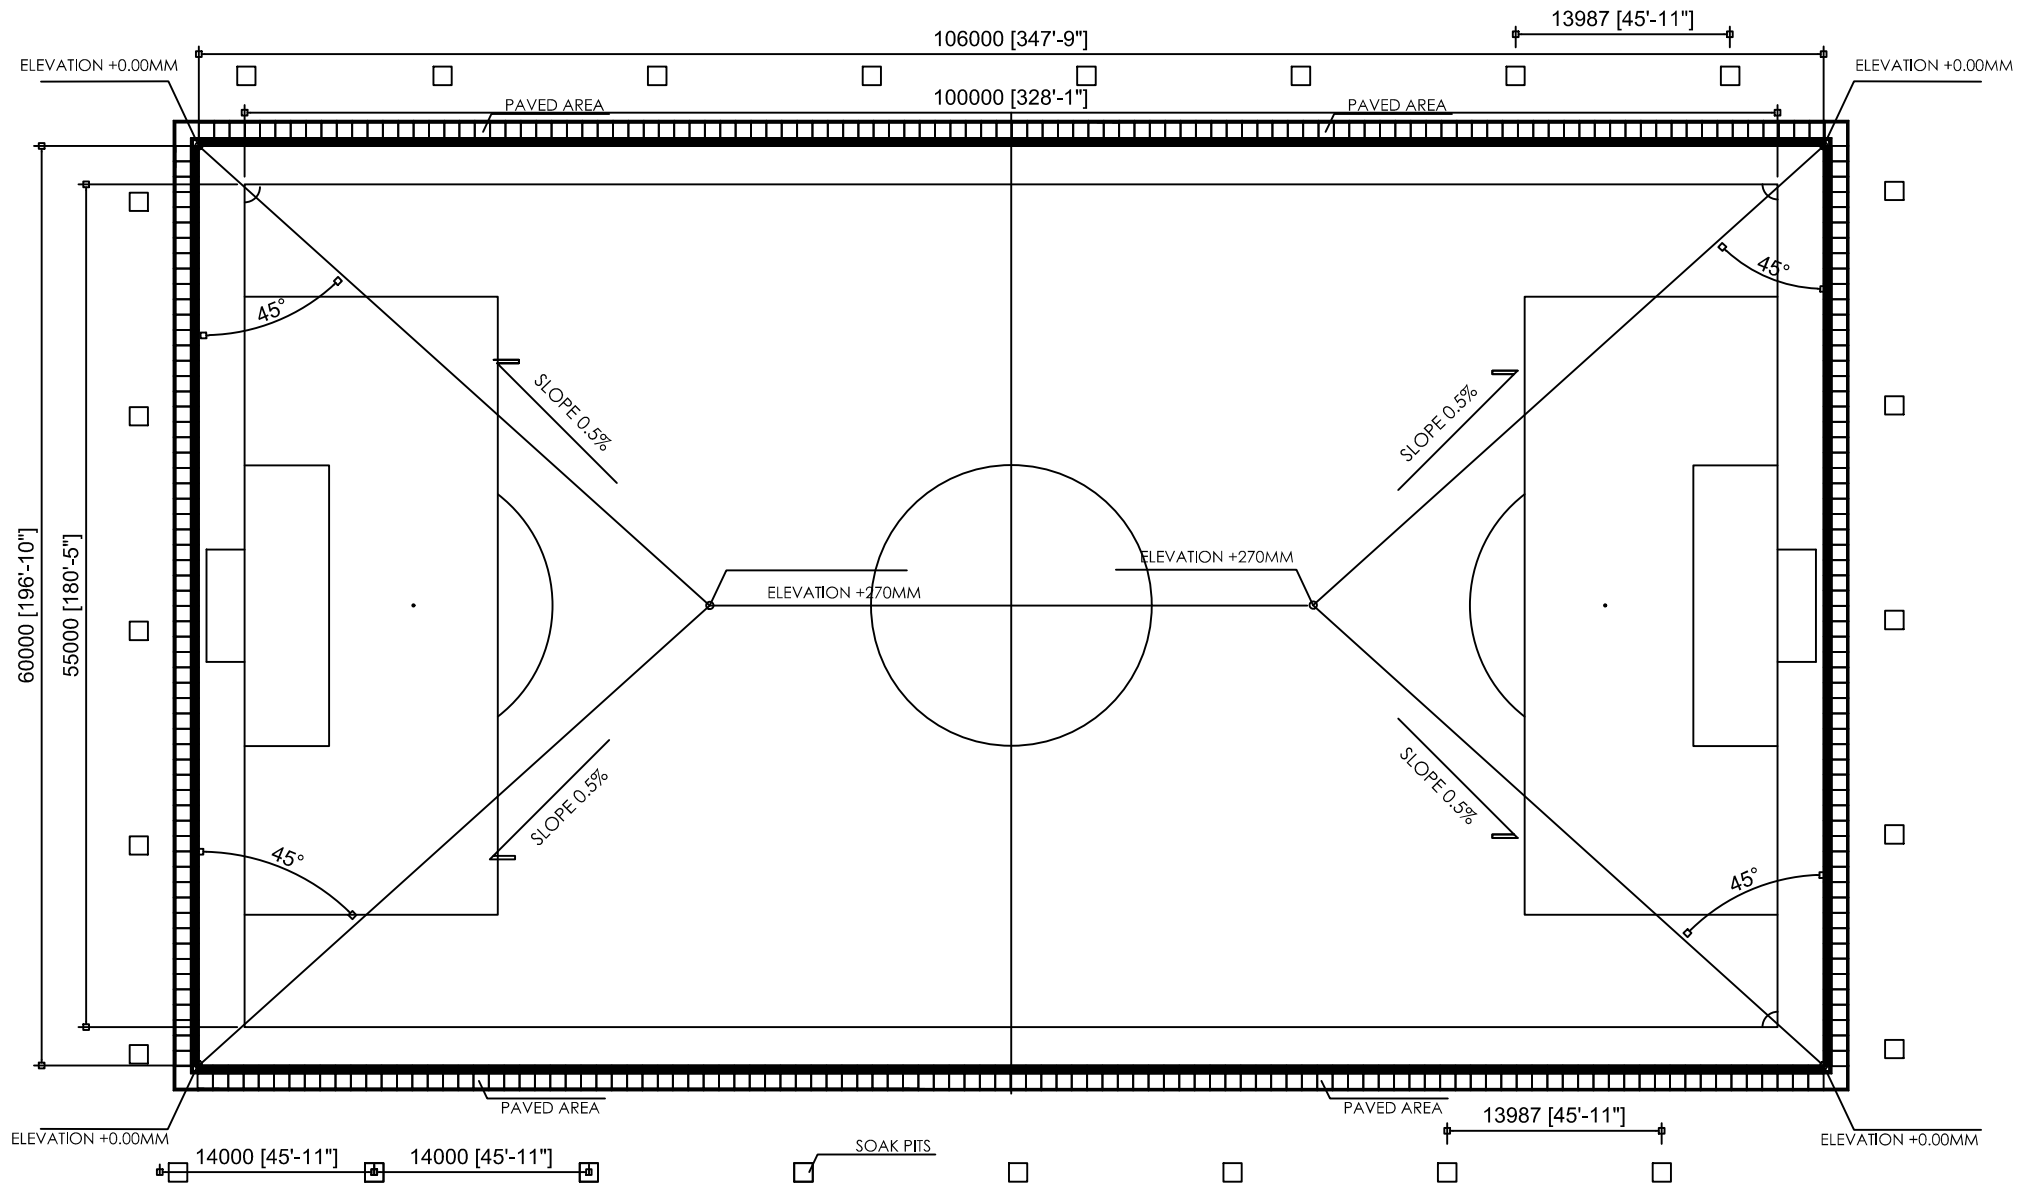 13987 [45'-11"]
106000 [347'-9"]
ELEVATION +0.00MM
ELEVATION +0.00MM
100000 [328'-1"]
PAVED AREA
PAVED AREA
45°
45°
SLOPE 0.5%
SLOPE 0.5%
60000 [196'-10"]
55000 [180'-5"]
ELEVATION +270MM
ELEVATION +270MM
SLOPE 0.5%
SLOPE 0.5%
45°
45°
PAVED AREA
PAVED AREA
13987 [45'-11"]
ELEVATION +0.00MM
ELEVATION +0.00MM
SOAK PITS
14000 [45'-11"]
14000 [45'-11"]